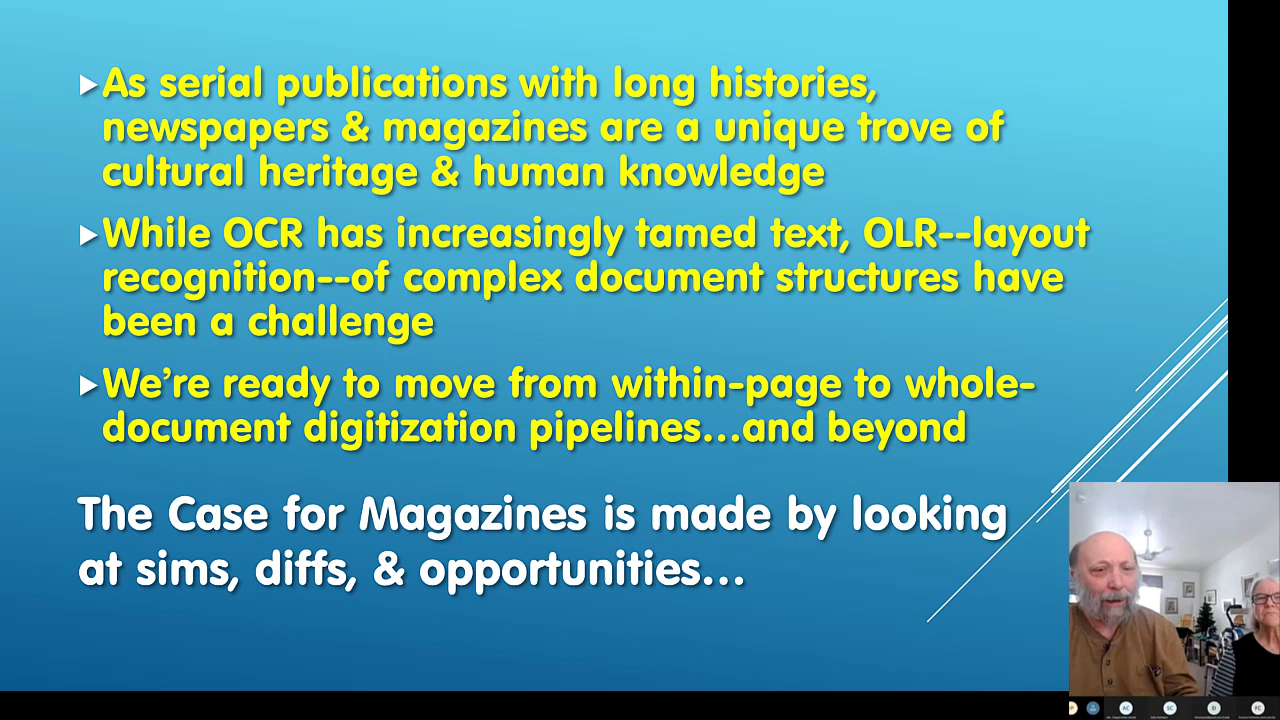 As serial publications with long histories,
newspapers & magazines are a unique trove of
cultural heritage & human knowledge
While OCR has increasingly tamed text, OLR--layout
recognition--of complex document structures have
been a challenge
We're ready to move from within-page to whole-
document digitization pipelines...and beyond
The Case for Magazines is made by looking
at sims, diffs, & opportunities...
AC
SC
D
FC